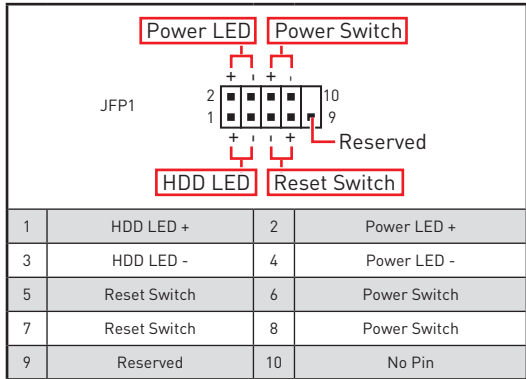 Power LED Power Switch
+ - + -
2 10
JFP1
1 9
+ - - +
Reserved
HDD LED Reset Switch
1 HDD LED + 2 Power LED +
3 HDD LED - 4 Power LED -
5 Reset Switch 6 Power Switch
7 Reset Switch 8 Power Switch
9 Reserved 10 No Pin